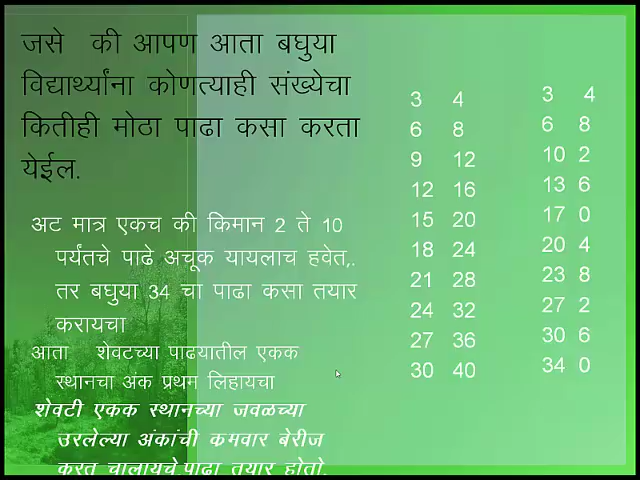 जसे की आपण आता बघुया
विद्यार्थ्यांना कोणत्याही संख्येचा
कितीही मोठा पाढा कसा करता
येईल.
अट मात्र एकच की किमान 2 ते 10
पर्यंतचे पाढे अचूक यायलाच हवेत,.
तर बघुया 34 चा पाढा कसा तयार
करायचा
आता शेवटच्या पाढयातील एकक
स्थानचा अंक प्रथम लिहायचा
शेवटी एकक स्थानच्या जवळच्या
उरलेल्या अंकांची कमवार बेरीज
करत चालायचे पाढा तयार होतो.
3 4
6 8
9 12
12 16
15 20
18 24
21 28
24 32
27 36
30 40
3 4
6 8
10 2
13 6
17 0
20 4
23 8
27 2
30 6
34 0